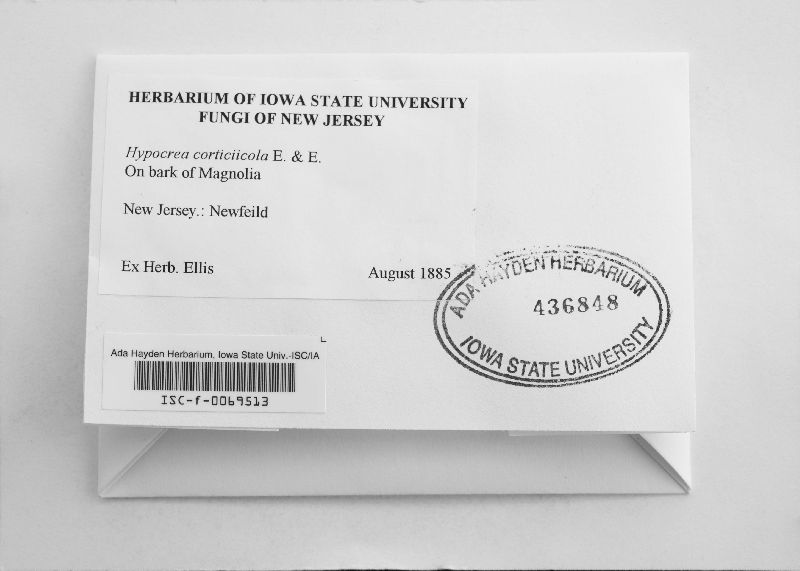 HERBARIUM OF IOWA STATE UNIVERSITY
FUNGI OF NEW JERSEY
Hypocrea corticiicola E. & E.
On bark of Magnolia
New Jersey.: Newfeild
Ex Herb. Ellis
August 1885
ADA HAYDEN HERBARIUM
436848
IOWA STATE UNIVERSITY
Ada Hayden Herbarium, Iowa State Univ.-ISC/IA
ISC-f-0069513